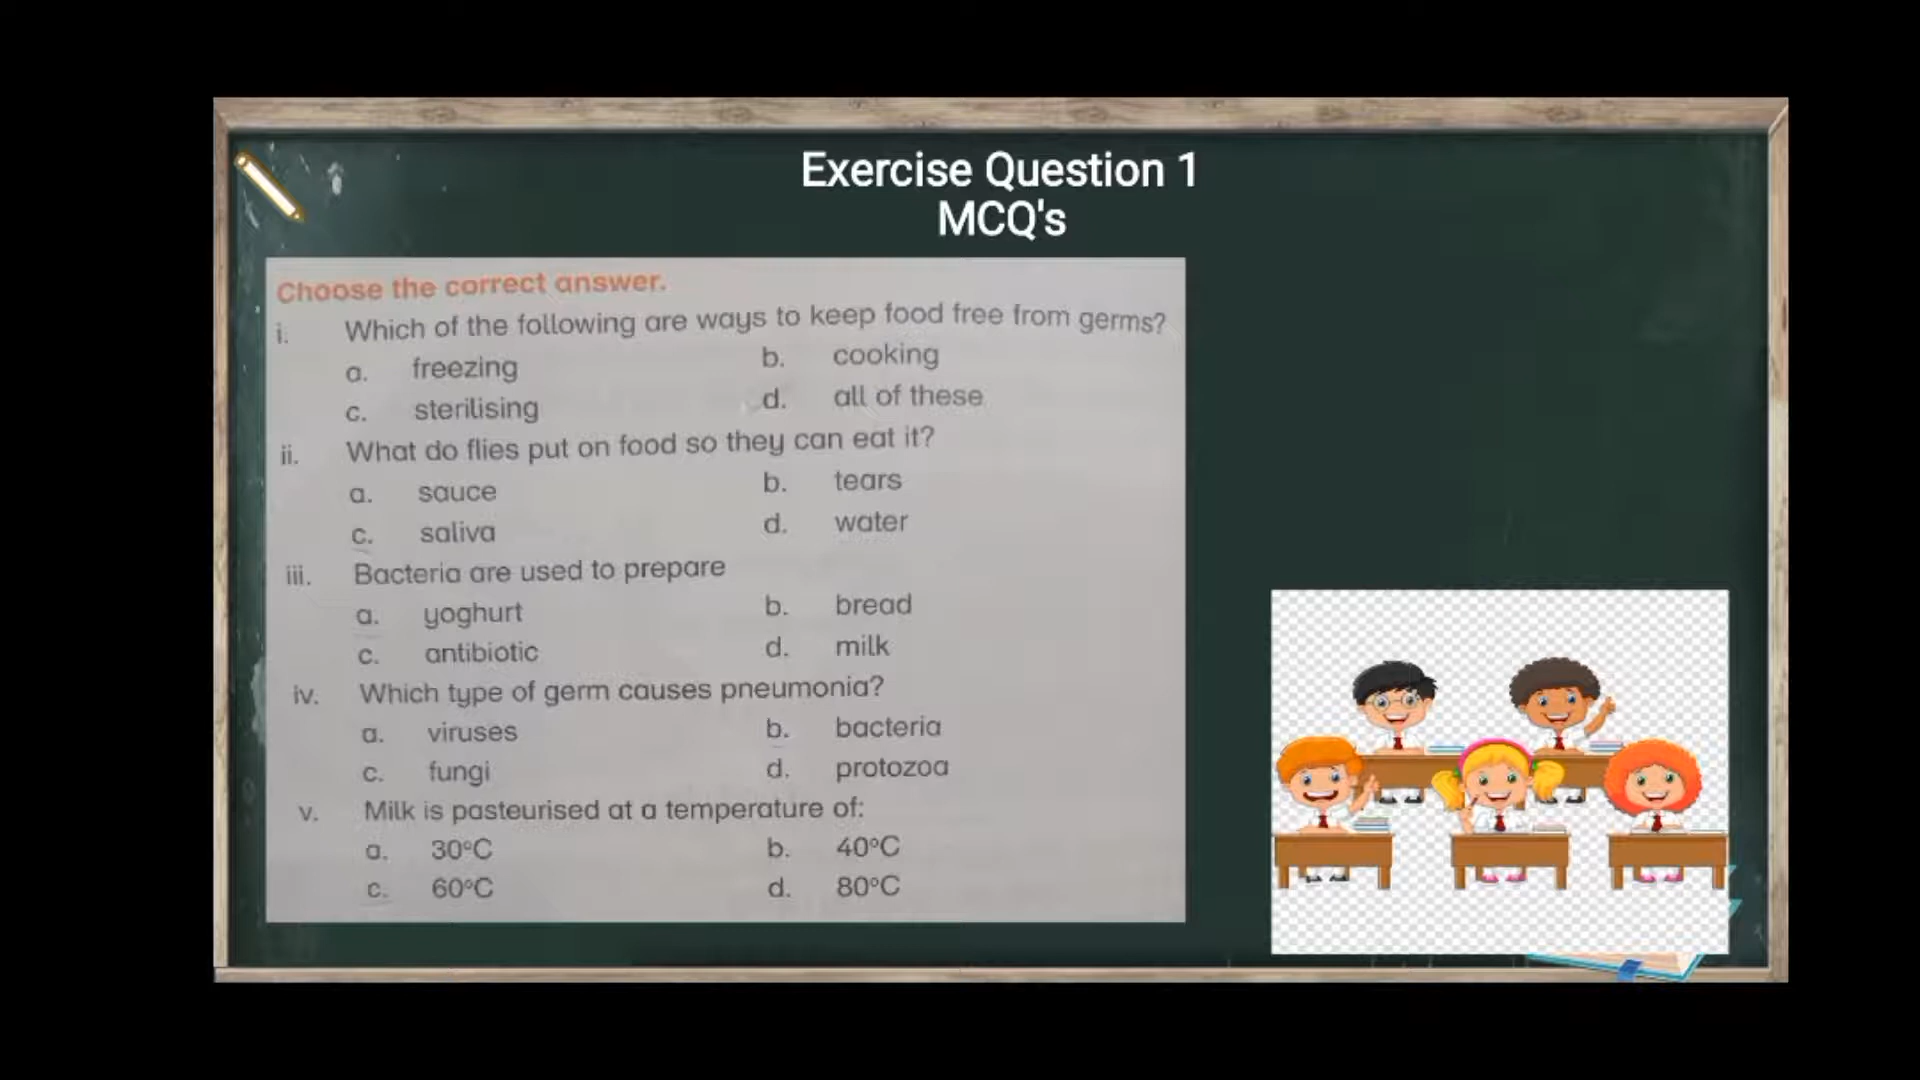 Exercise Question 1
MCQ's
Choose the correct answer.
i. Which of the following are ways to keep food free from germs?
a. freezing b. cooking
c. sterilising d. all of these
ii. What do flies put on food so they can eat it?
a. sauce b. tears
c. saliva d. water
iii. Bacteria are used to prepare
a. yoghurt b. bread
c. antibiotic d. milk
iv. Which type of germ causes pneumonia?
a. viruses b. bacteria
c. fungi d. protozoa
v. Milk is pasteurised at a temperature of:
a. 30°C b. 40°C
c. 60°C d. 80°C